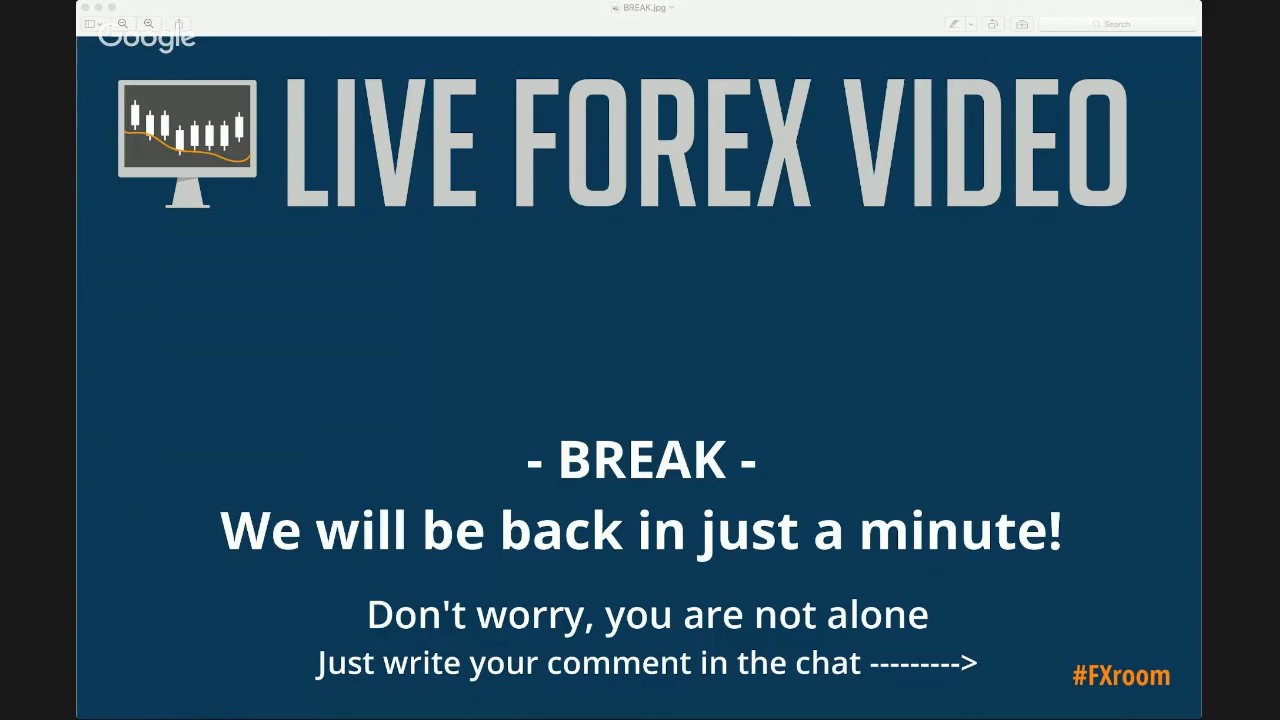 BREAK.jpg
Search
Google
LIVE FOREX VIDEO
- BREAK -
We will be back in just a minute!
Don't worry, you are not alone
Just write your comment in the chat --------->
#FXroom